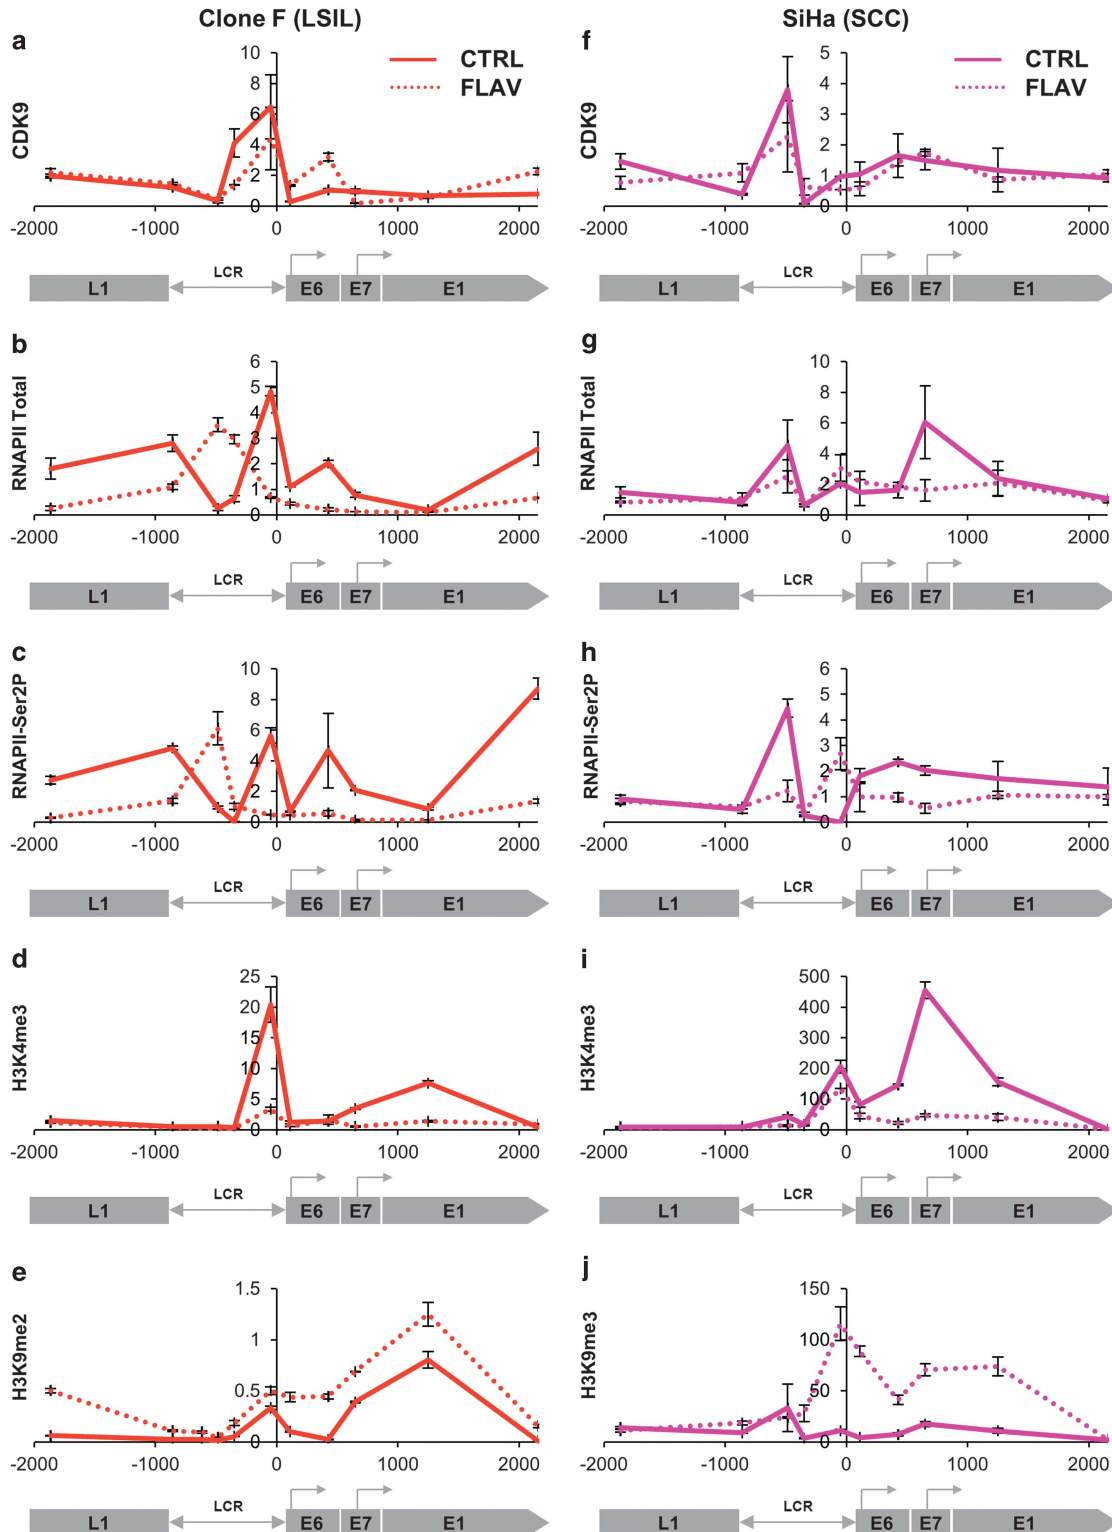 Clone F (LSIL)
SiHa (SCC)
a
CDK9
10
8
6
4
2
0
CTRL
FLAV
-2000 -1000 0 1000 2000
L1 LCR E6 E7 E1
f
CDK9
5
4
3
2
1
0
CTRL
FLAV
-2000 -1000 0 1000 2000
L1 LCR E6 E7 E1
b
RNAPII Total
6
5
4
3
2
1
0
-2000 -1000 0 1000 2000
L1 LCR E6 E7 E1
g
RNAPII Total
10
8
6
4
2
0
-2000 -1000 0 1000 2000
L1 LCR E6 E7 E1
c
RNAPII-Ser2P
10
8
6
4
2
0
-2000 -1000 0 1000 2000
L1 LCR E6 E7 E1
h
RNAPII-Ser2P
6
5
4
3
2
1
0
-2000 -1000 0 1000 2000
L1 LCR E6 E7 E1
d
H3K4me3
25
20
15
10
5
0
-2000 -1000 0 1000 2000
L1 LCR E6 E7 E1
i
H3K4me3
500
400
300
200
100
0
-2000 -1000 0 1000 2000
L1 LCR E6 E7 E1
e
H3K9me2
1.5
1
0.5
0
-2000 -1000 0 1000 2000
L1 LCR E6 E7 E1
j
H3K9me3
150
100
50
0
-2000 -1000 0 1000 2000
L1 LCR E6 E7 E1